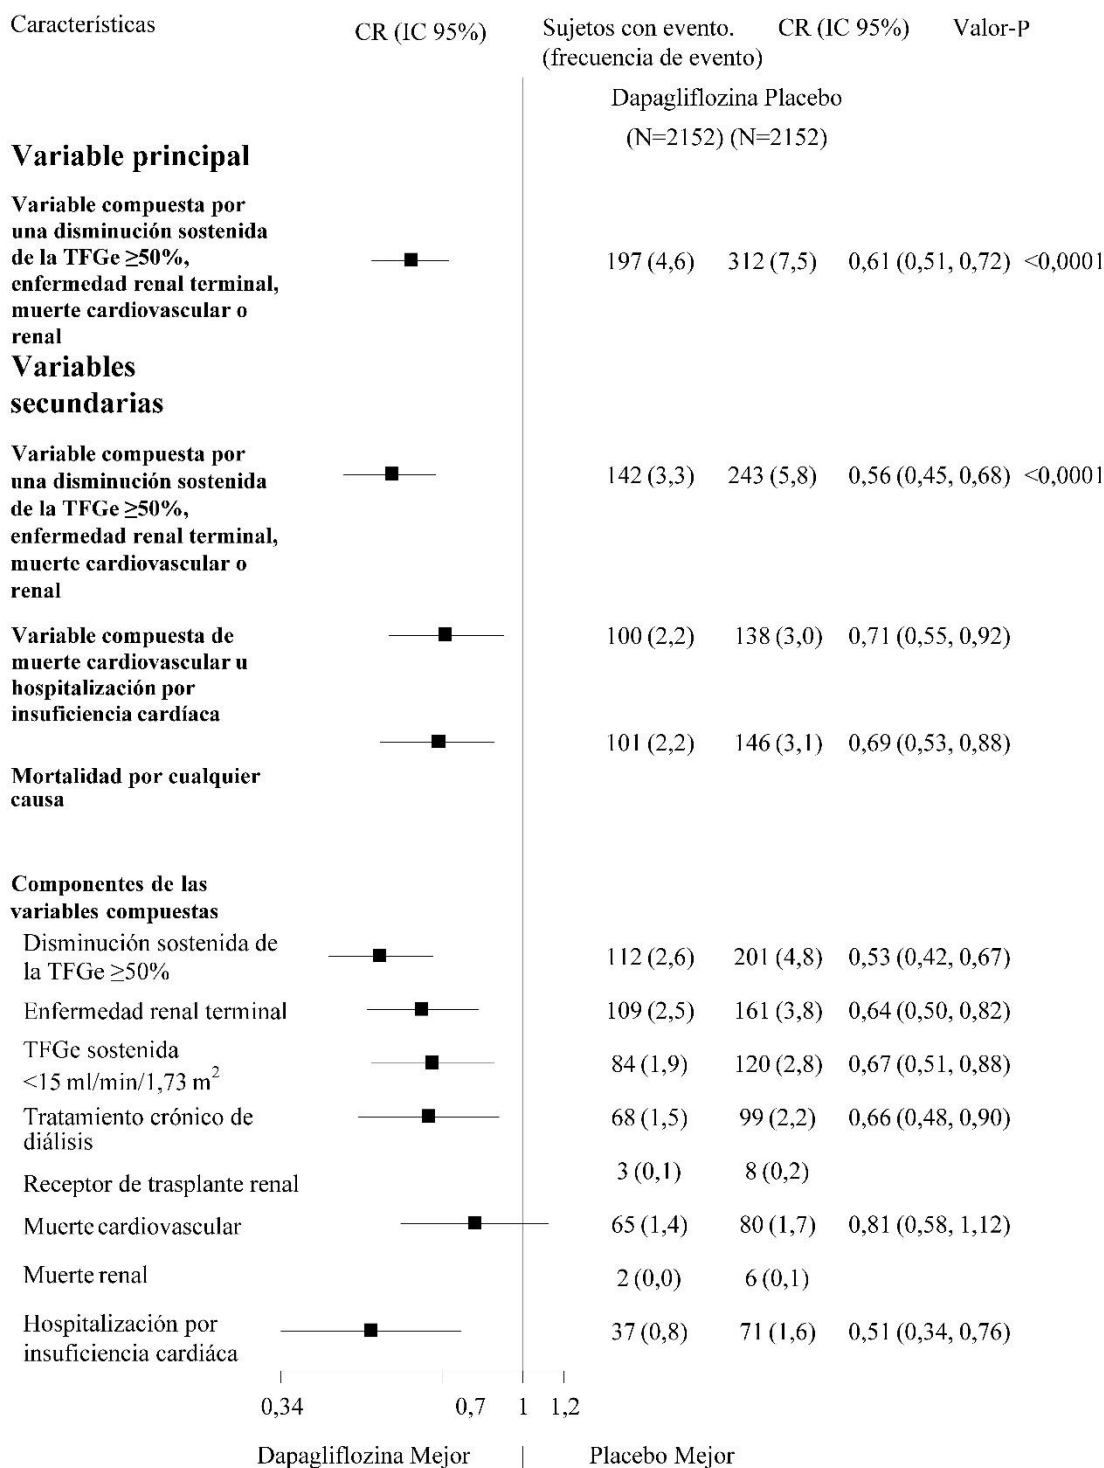 Características CR (IC 95%) Sujetos con evento. CR (IC 95%) Valor-P
(frecuencia de evento)
Dapagliflozina Placebo
(N=2152) (N=2152)
Variable principal
Variable compuesta por
una disminución sostenida
de la TFGe ≥50%, 197 (4,6) 312 (7,5) 0,61 (0,51, 0,72) <0,0001
enfermedad renal terminal,
muerte cardiovascular o
renal
Variables
secundarias
Variable compuesta por
una disminución sostenida 142 (3,3) 243 (5,8) 0,56 (0,45, 0,68) <0,0001
de la TFGe ≥50%,
enfermedad renal terminal,
muerte cardiovascular o
renal
Variable compuesta de 100 (2,2) 138 (3,0) 0,71 (0,55, 0,92)
muerte cardiovascular u
hospitalización por
insuficiencia cardíaca
101 (2,2) 146 (3,1) 0,69 (0,53, 0,88)
Mortalidad por cualquier
causa
Componentes de las
variables compuestas
Disminución sostenida de
la TFGe ≥50% 112 (2,6) 201 (4,8) 0,53 (0,42, 0,67)
Enfermedad renal terminal 109 (2,5) 161 (3,8) 0,64 (0,50, 0,82)
TFGe sostenida
<15 ml/min/1,73 m² 84 (1,9) 120 (2,8) 0,67 (0,51, 0,88)
Tratamiento crónico de 68 (1,5) 99 (2,2) 0,66 (0,48, 0,90)
diálisis
Receptor de trasplante renal 3 (0,1) 8 (0,2)
Muerte cardiovascular 65 (1,4) 80 (1,7) 0,81 (0,58, 1,12)
Muerte renal 2 (0,0) 6 (0,1)
Hospitalización por 37 (0,8) 71 (1,6) 0,51 (0,34, 0,76)
insuficiencia cardiáca
0,34 0,7 1 1,2
Dapagliflozina Mejor Placebo Mejor